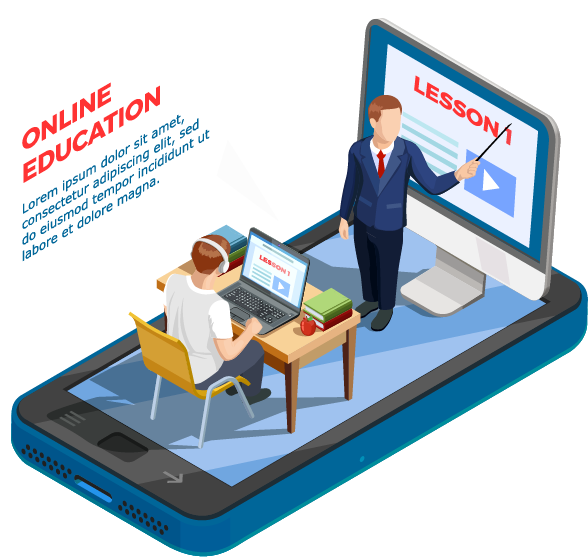 ONLINE
EDUCATION
Lorem ipsum dolor sit amet,
consectetur adipiscing elit, sed
do eiusmod tempor incididunt ut
labore et dolore magna.
LESSON 1
LESSON 1